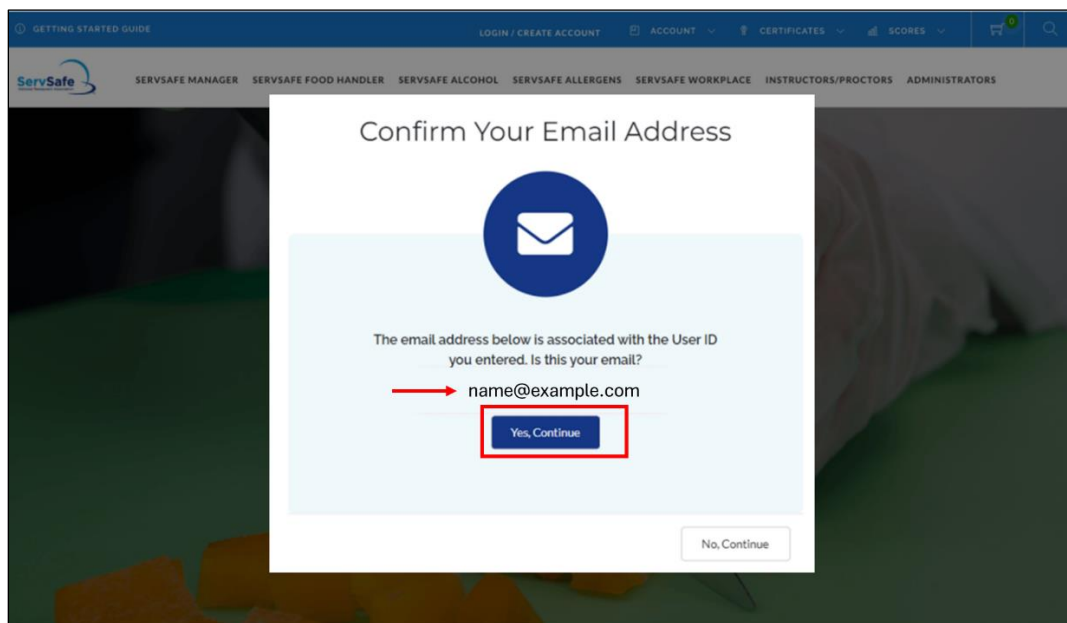 GETTING STARTED GUIDE
LOGIN / CREATE ACCOUNT
ACCOUNT
CERTIFICATES
SCORES
0
ServSafe
SERVSAFE MANAGER
SERVSAFE FOOD HANDLER
SERVSAFE ALCOHOL
SERVSAFE ALLERGENS
SERVSAFE WORKPLACE
INSTRUCTORS/PROCTORS
ADMINISTRATORS
Confirm Your Email Address
The email address below is associated with the User ID
you entered. Is this your email?
name@example.com
Yes, Continue
No, Continue